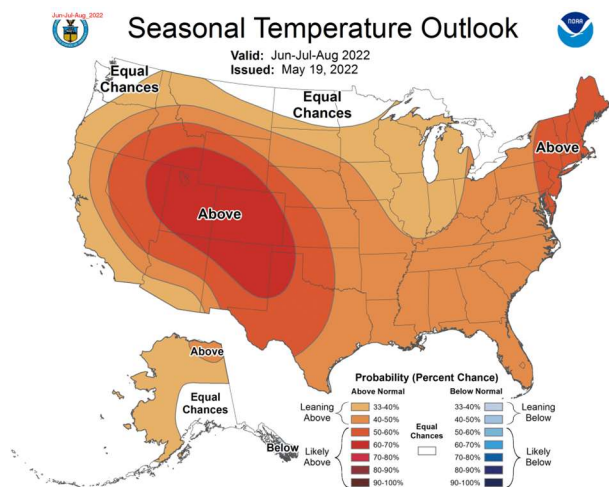 Jun-Jul-Aug 2022
Seasonal Temperature Outlook
NOAA
Valid: Jun-Jul-Aug 2022
Issued: May 19, 2022
Equal
Chances
Equal
Chances
Above
Above
Above
Equal
Chances
Below
Probability (Percent Chance)
Above Normal
Below Normal
Leaning
Above
33-40%
40-50%
Likely
Above
50-60%
60-70%
70-80%
80-90%
90-100%
Equal
Chances
33-40%
40-50%
Leaning
Below
50-60%
60-70%
70-80%
80-90%
90-100%
Likely
Below